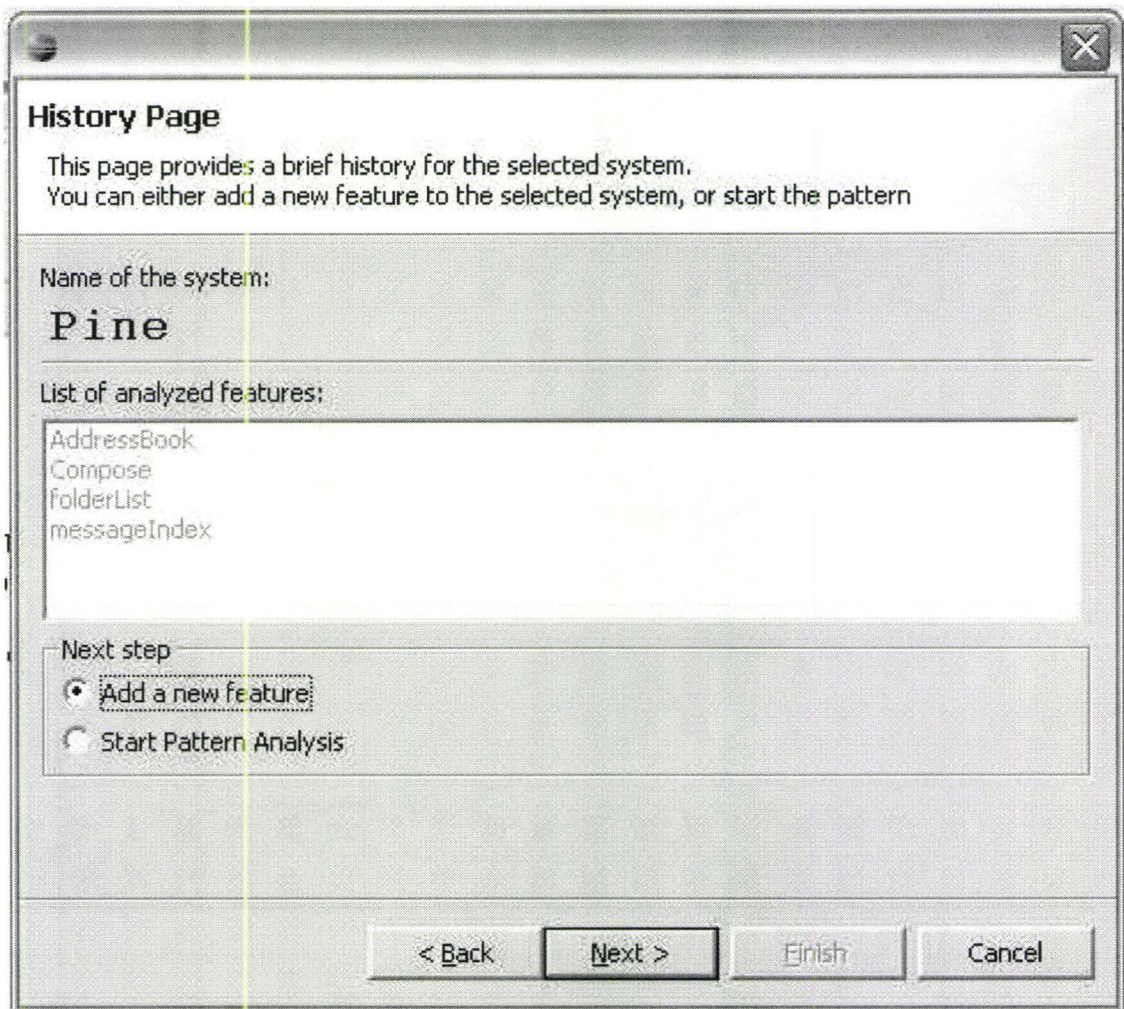 History Page
This page provides a brief history for the selected system.
You can either add a new feature to the selected system, or start the pattern
Name of the system:
Pine
List of analyzed features:
AddressBook
Compose
folderList
messageIndex
Next step
Add a new feature
Start Pattern Analysis
< Back Next > Finish Cancel